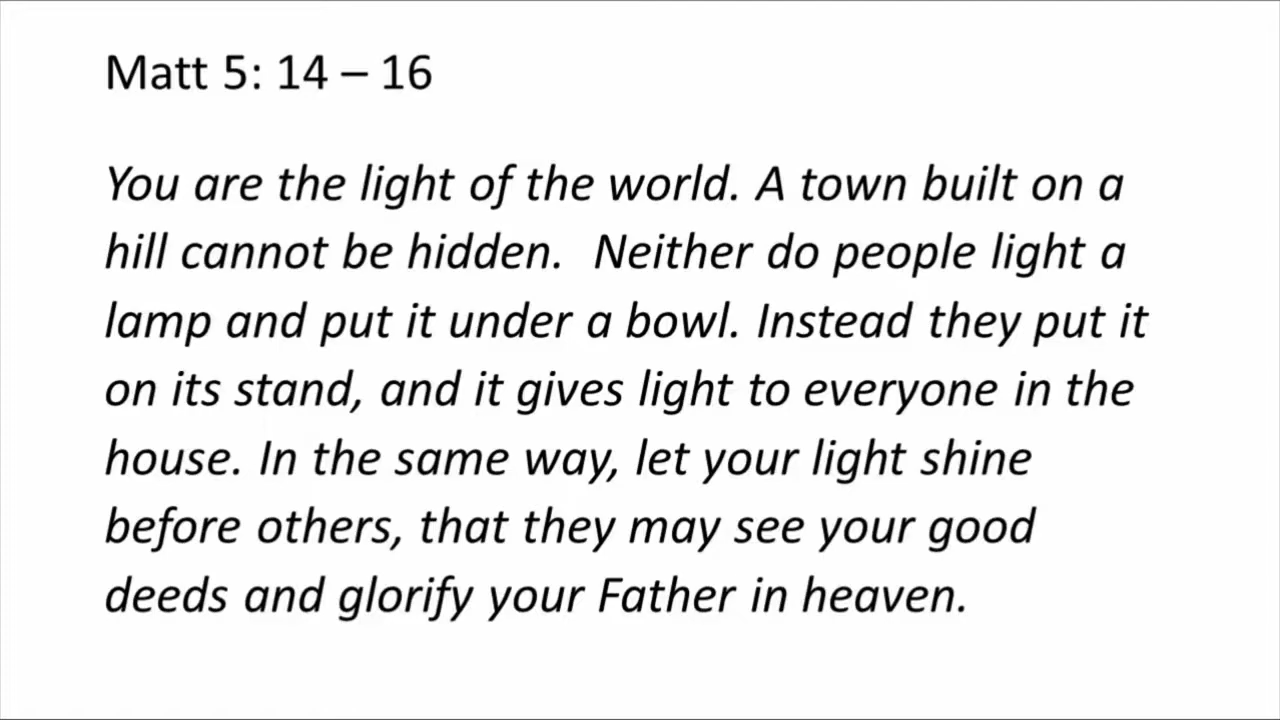 Matt 5: 14 – 16
You are the light of the world. A town built on a
hill cannot be hidden.  Neither do people light a
lamp and put it under a bowl. Instead they put it
on its stand, and it gives light to everyone in the
house. In the same way, let your light shine
before others, that they may see your good
deeds and glorify your Father in heaven.